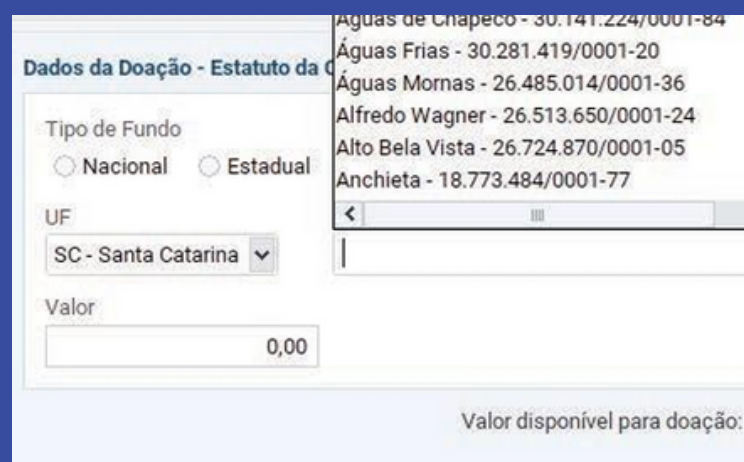 Águas de Chapecó - 30.141.224/0001-84
Águas Frias - 30.281.419/0001-20
Dados da Doação - Estatuto da
Águas Mornas - 26.485.014/0001-36
Alfredo Wagner - 26.513.650/0001-24
Tipo de Fundo
Alto Bela Vista - 26.724.870/0001-05
Nacional Estadual
Anchieta - 18.773.484/0001-77
UF
SC - Santa Catarina
Valor
0,00
Valor disponível para doação: